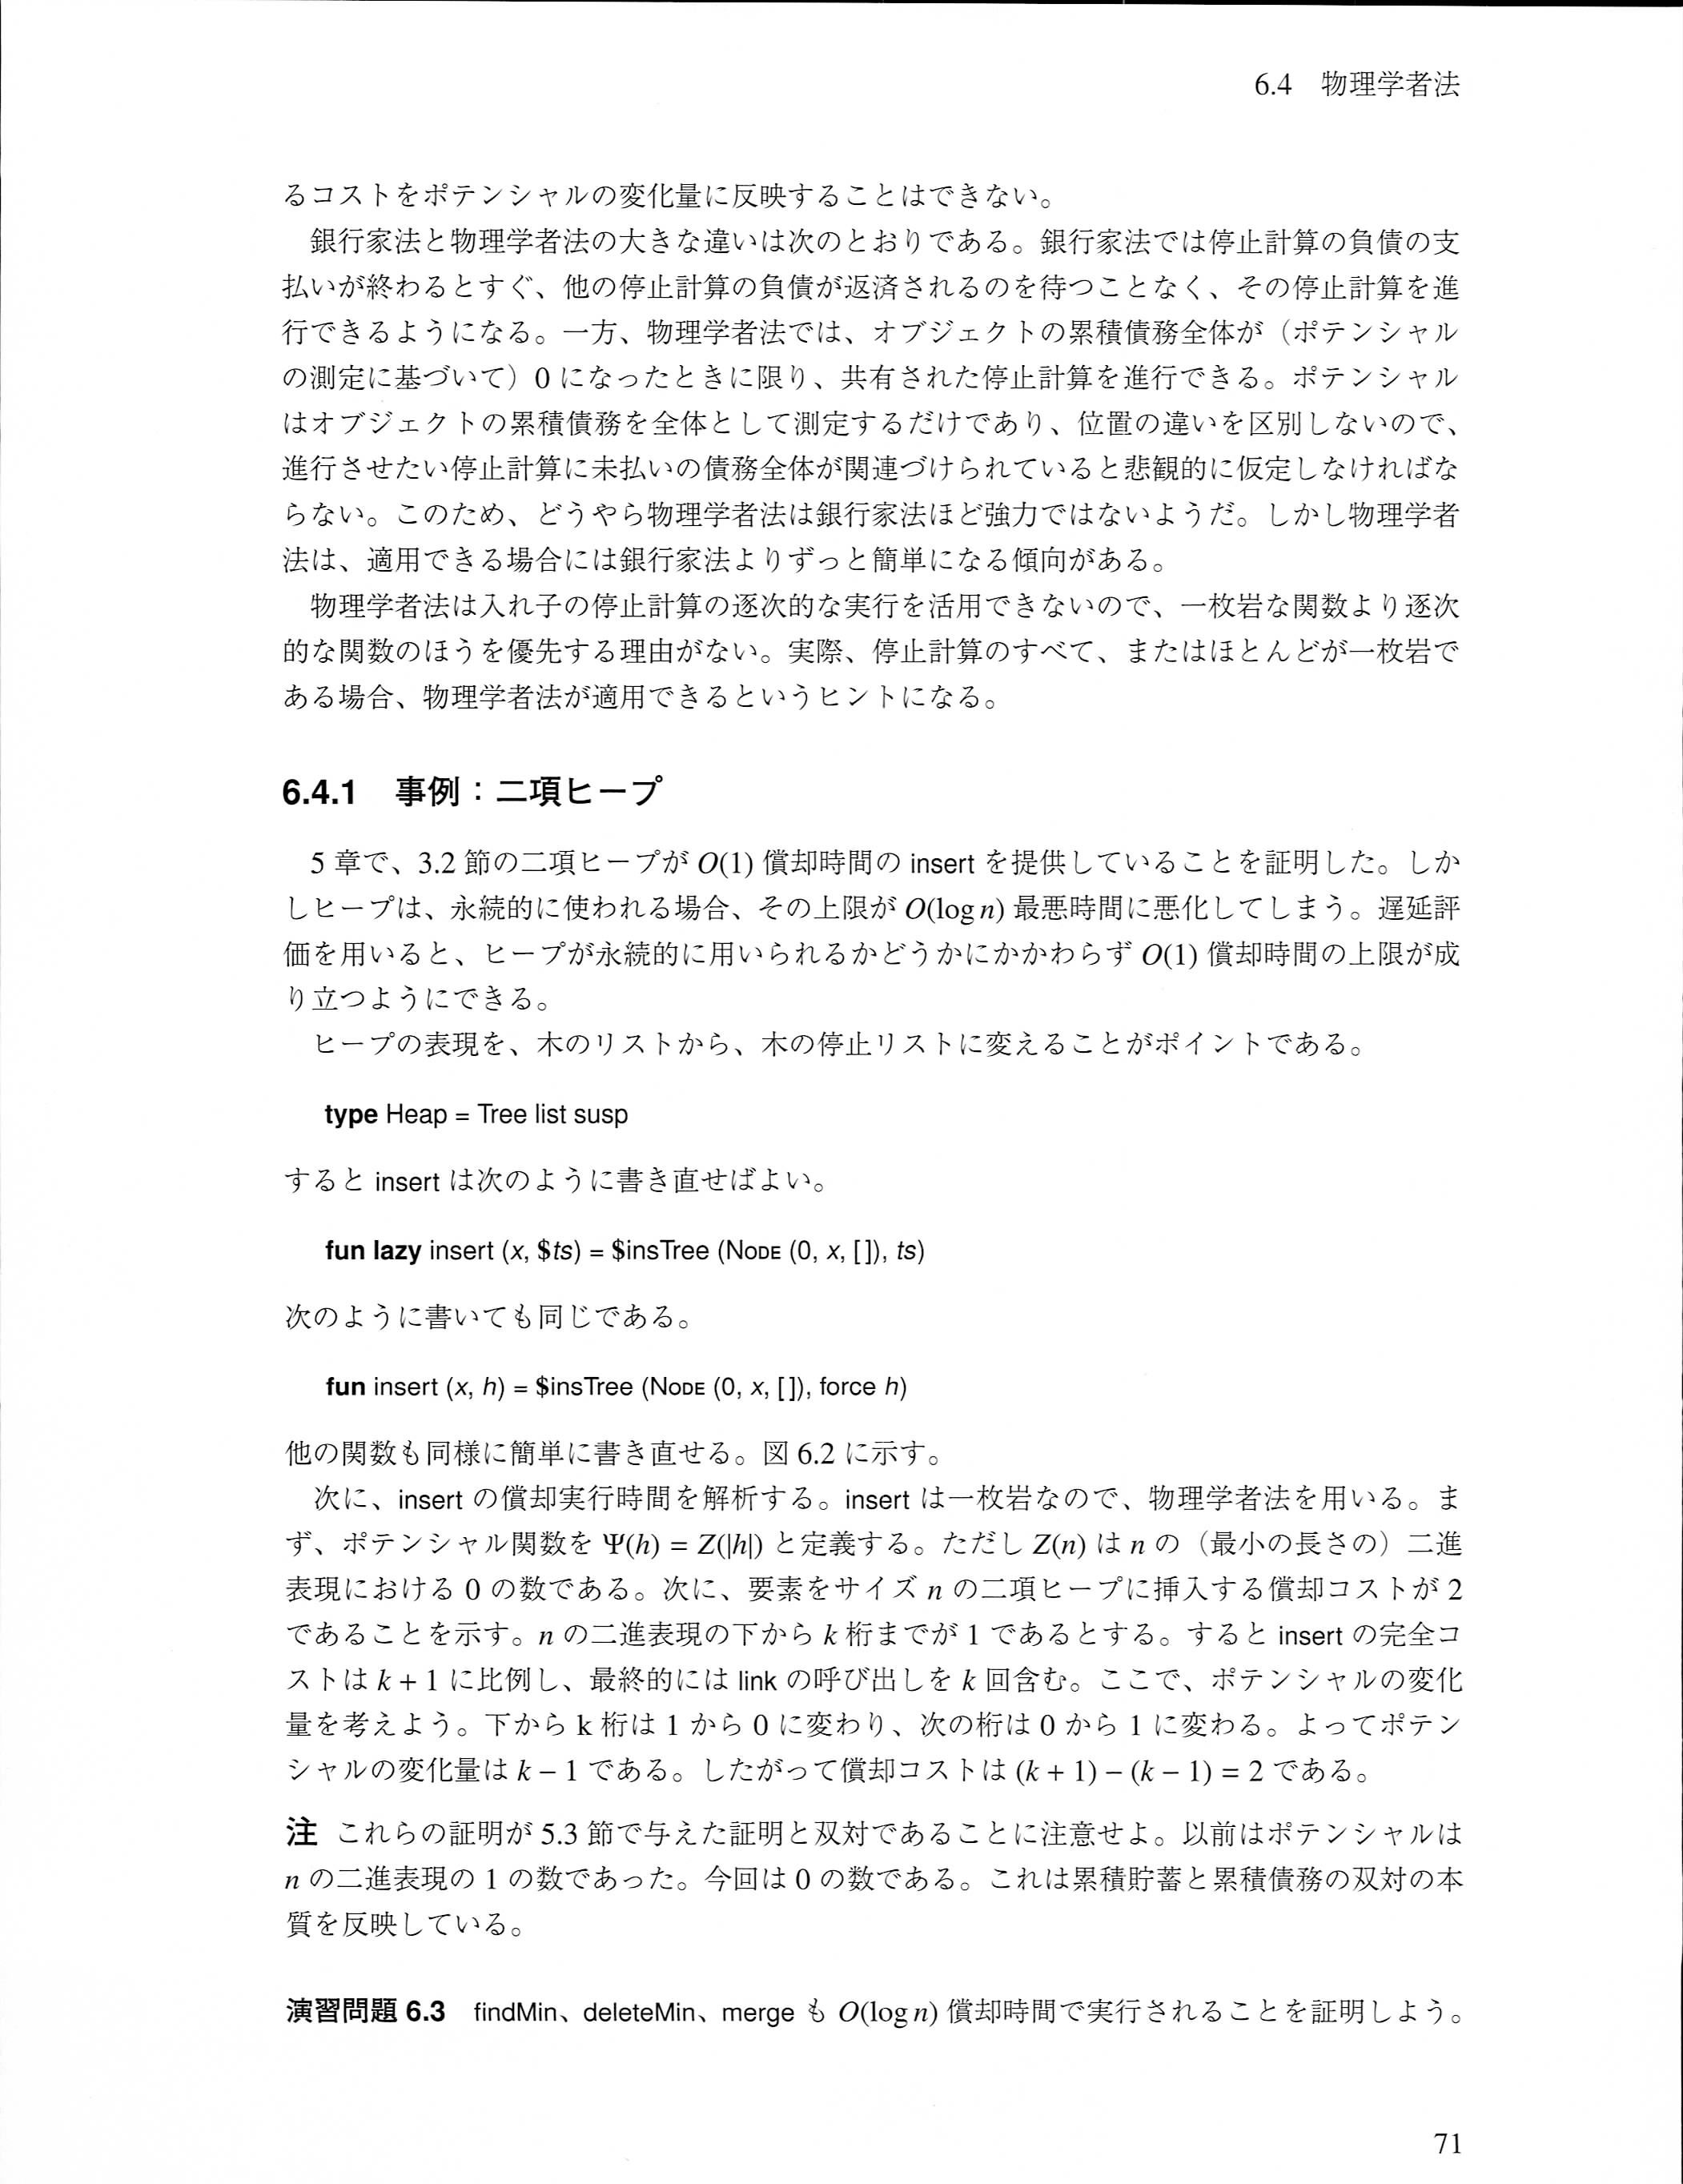 6.4　物理学者法
るコストをポテンシャルの変化量に反映することはできない。
銀行家法と物理学者法の大きな違いは次のとおりである。銀行家法では停止計算の負債の支
払いが終わるとすぐ、他の停止計算の負債が返済されるのを待つことなく、その停止計算を進
行できるようになる。一方、物理学者法では、オブジェクトの累積債務全体が（ポテンシャル
の測定に基づいて）0 になったときに限り、共有された停止計算を進行できる。ポテンシャル
はオブジェクトの累積債務を全体として測定するだけであり、位置の違いを区別しないので、
進行させたい停止計算に未払いの債務全体が関連づけられていると悲観的に仮定しなければな
らない。このため、どうやら物理学者法は銀行家法ほど強力ではないようだ。しかし物理学者
法は、適用できる場合には銀行家法よりずっと簡単になる傾向がある。
物理学者法は入れ子の停止計算の逐次的な実行を活用できないので、一枚岩な関数より逐次
的な関数のほうを優先する理由がない。実際、停止計算のすべて、またはほとんどが一枚岩で
ある場合、物理学者法が適用できるというヒントになる。
6.4.1　事例：二項ヒープ
5 章で、3.2 節の二項ヒープが O(1) 償却時間の insert を提供していることを証明した。しか
しヒープは、永続的に使われる場合、その上限が O(log n) 最悪時間に悪化してしまう。遅延評
価を用いると、ヒープが永続的に用いられるかどうかにかかわらず O(1) 償却時間の上限が成
り立つようにできる。
ヒープの表現を、木のリストから、木の停止リストに変えることがポイントである。
type Heap = Tree list susp
すると insert は次のように書き直せばよい。
fun lazy insert (x, $ts) = $insTree (NODE (0, x, [ ]), ts)
次のように書いても同じである。
fun insert (x, h) = $insTree (NODE (0, x, [ ]), force h)
他の関数も同様に簡単に書き直せる。図 6.2 に示す。
次に、insert の償却実行時間を解析する。insert は一枚岩なので、物理学者法を用いる。ま
ず、ポテンシャル関数を Ψ(h) = Z(|h|) と定義する。ただし Z(n) は n の（最小の長さの）二進
表現における 0 の数である。次に、要素をサイズ n の二項ヒープに挿入する償却コストが 2
であることを示す。n の二進表現の下から k 桁までが 1 であるとする。すると insert の完全コ
ストは k + 1 に比例し、最終的には link の呼び出しを k 回含む。ここで、ポテンシャルの変化
量を考えよう。下から k 桁は 1 から 0 に変わり、次の桁は 0 から 1 に変わる。よってポテン
シャルの変化量は k − 1 である。したがって償却コストは (k + 1) − (k − 1) = 2 である。
注　これらの証明が 5.3 節で与えた証明と双対であることに注意せよ。以前はポテンシャルは
n の二進表現の 1 の数であった。今回は 0 の数である。これは累積貯蓄と累積債務の双対の本
質を反映している。
演習問題 6.3　findMin、deleteMin、merge も O(log n) 償却時間で実行されることを証明しよう。
71